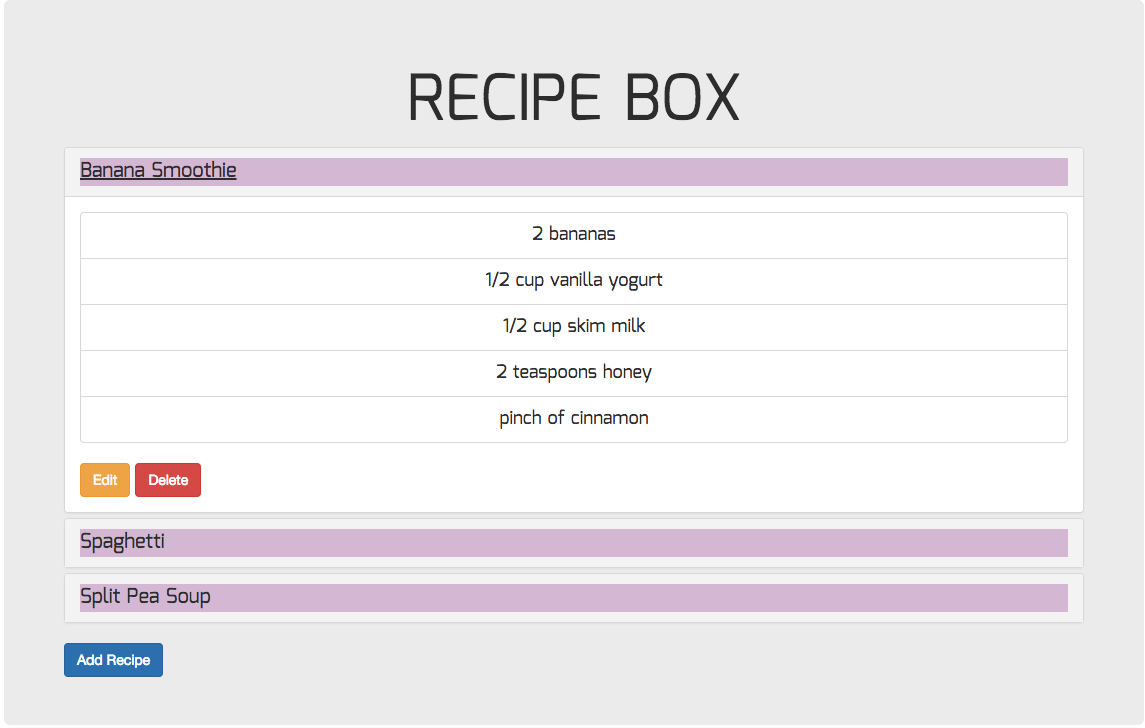 RECIPE BOX
Banana Smoothie
2 bananas
1/2 cup vanilla yogurt
1/2 cup skim milk
2 teaspoons honey
pinch of cinnamon
Edit Delete
Spaghetti
Split Pea Soup
Add Recipe